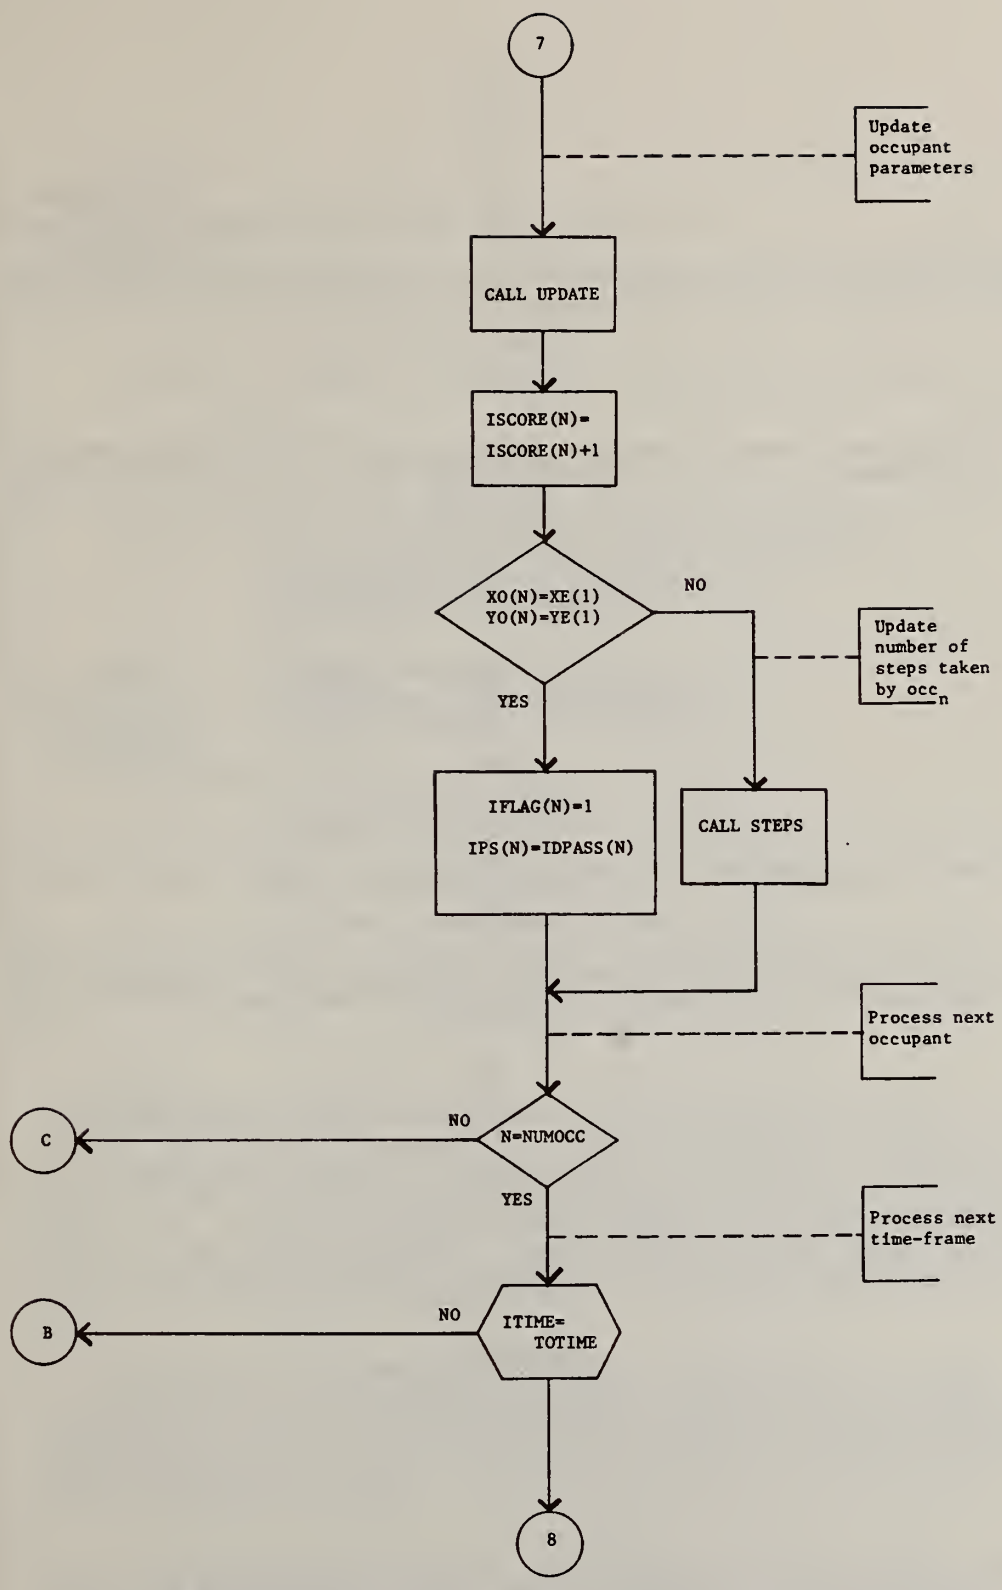 7
Update
occupant
parameters
CALL UPDATE
ISCORE(N)=
ISCORE(N)+1
XO(N)=XE(1)
YO(N)=YE(1)
NO
Update
number of
steps taken
by occn
YES
IFLAG(N)=1
IPS(N)=IDPASS(N)
CALL STEPS
Process next
occupant
NO
N=NUMOCC
C
YES
Process next
time-frame
NO
ITIME=
TOTIME
B
8